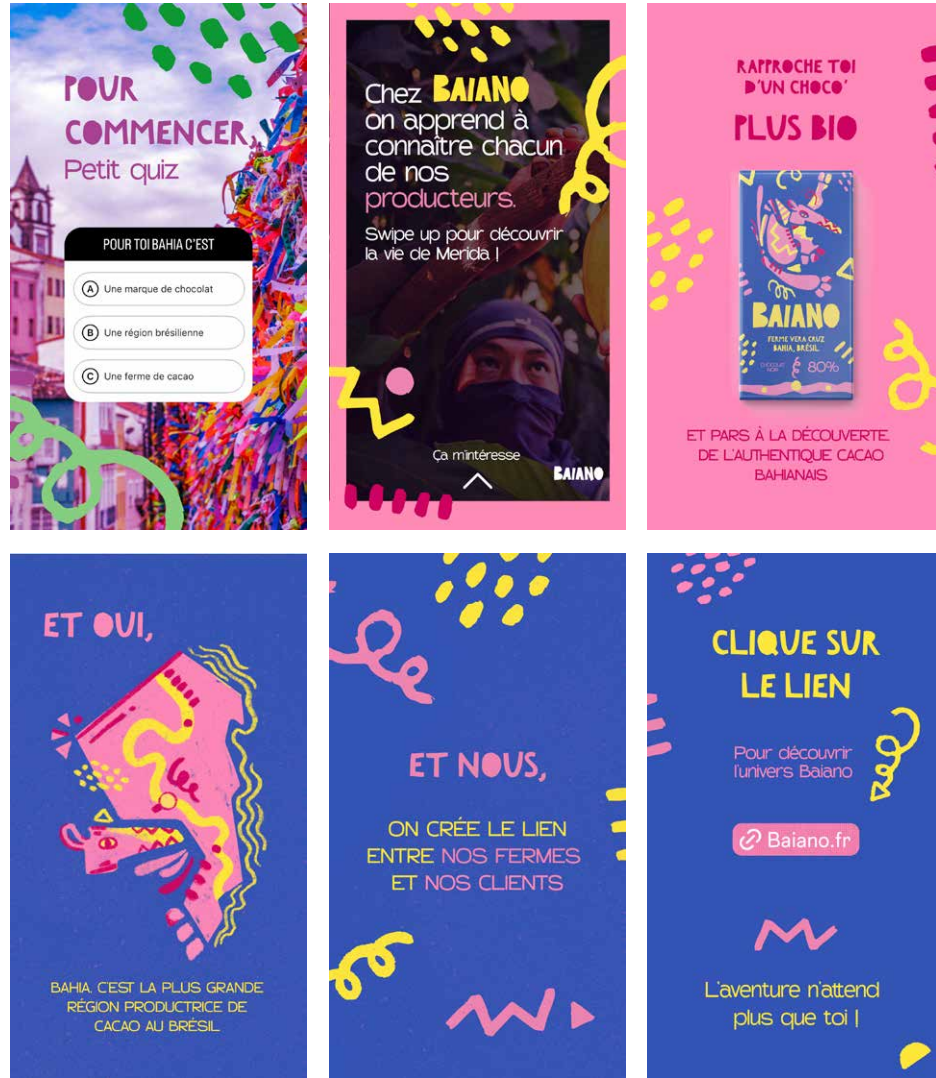 POUR
COMMENCER,
Petit quiz
POUR TOI BAHIA C'EST
A Une marque de chocolat
B Une région brésilienne
C Une ferme de cacao
Chez BAIANO
on apprend à
connaître chacun
de nos
producteurs.
Swipe up pour découvrir
la vie de Merida !
Ça m'intéresse
BAIANO
RAPPROCHE TOI
D'UN CHOCO'
PLUS BIO
BAIANO
FERME VERA CRUZ
BAHIA, BRÉSIL.
CHOCOLAT
NOIR
80%
ET PARS À LA DÉCOUVERTE
DE L'AUTHENTIQUE CACAO
BAHIANAIS
ET OUI,
BAHIA, C'EST LA PLUS GRANDE
RÉGION PRODUCTRICE DE
CACAO AU BRÉSIL
ET NOUS,
ON CRÉE LE LIEN
ENTRE NOS FERMES
ET NOS CLIENTS
CLIQUE SUR
LE LIEN
Pour découvrir
l'univers Baiano
Baiano.fr
L'aventure n'attend
plus que toi !